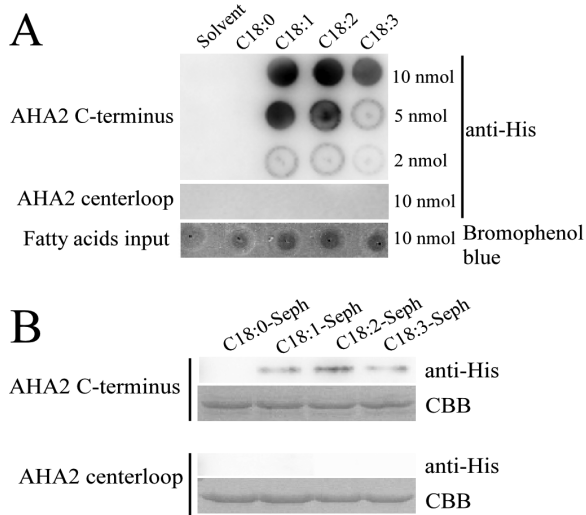 A
Solvent
C18:0
C18:1
C18:2
C18:3
AHA2 C-terminus
10 nmol
5 nmol
2 nmol
anti-His
AHA2 centerloop
10 nmol
Fatty acids input
10 nmol
Bromophenol
blue
B
C18:0-Seph
C18:1-Seph
C18:2-Seph
C18:3-Seph
AHA2 C-terminus
anti-His
CBB
AHA2 centerloop
anti-His
CBB